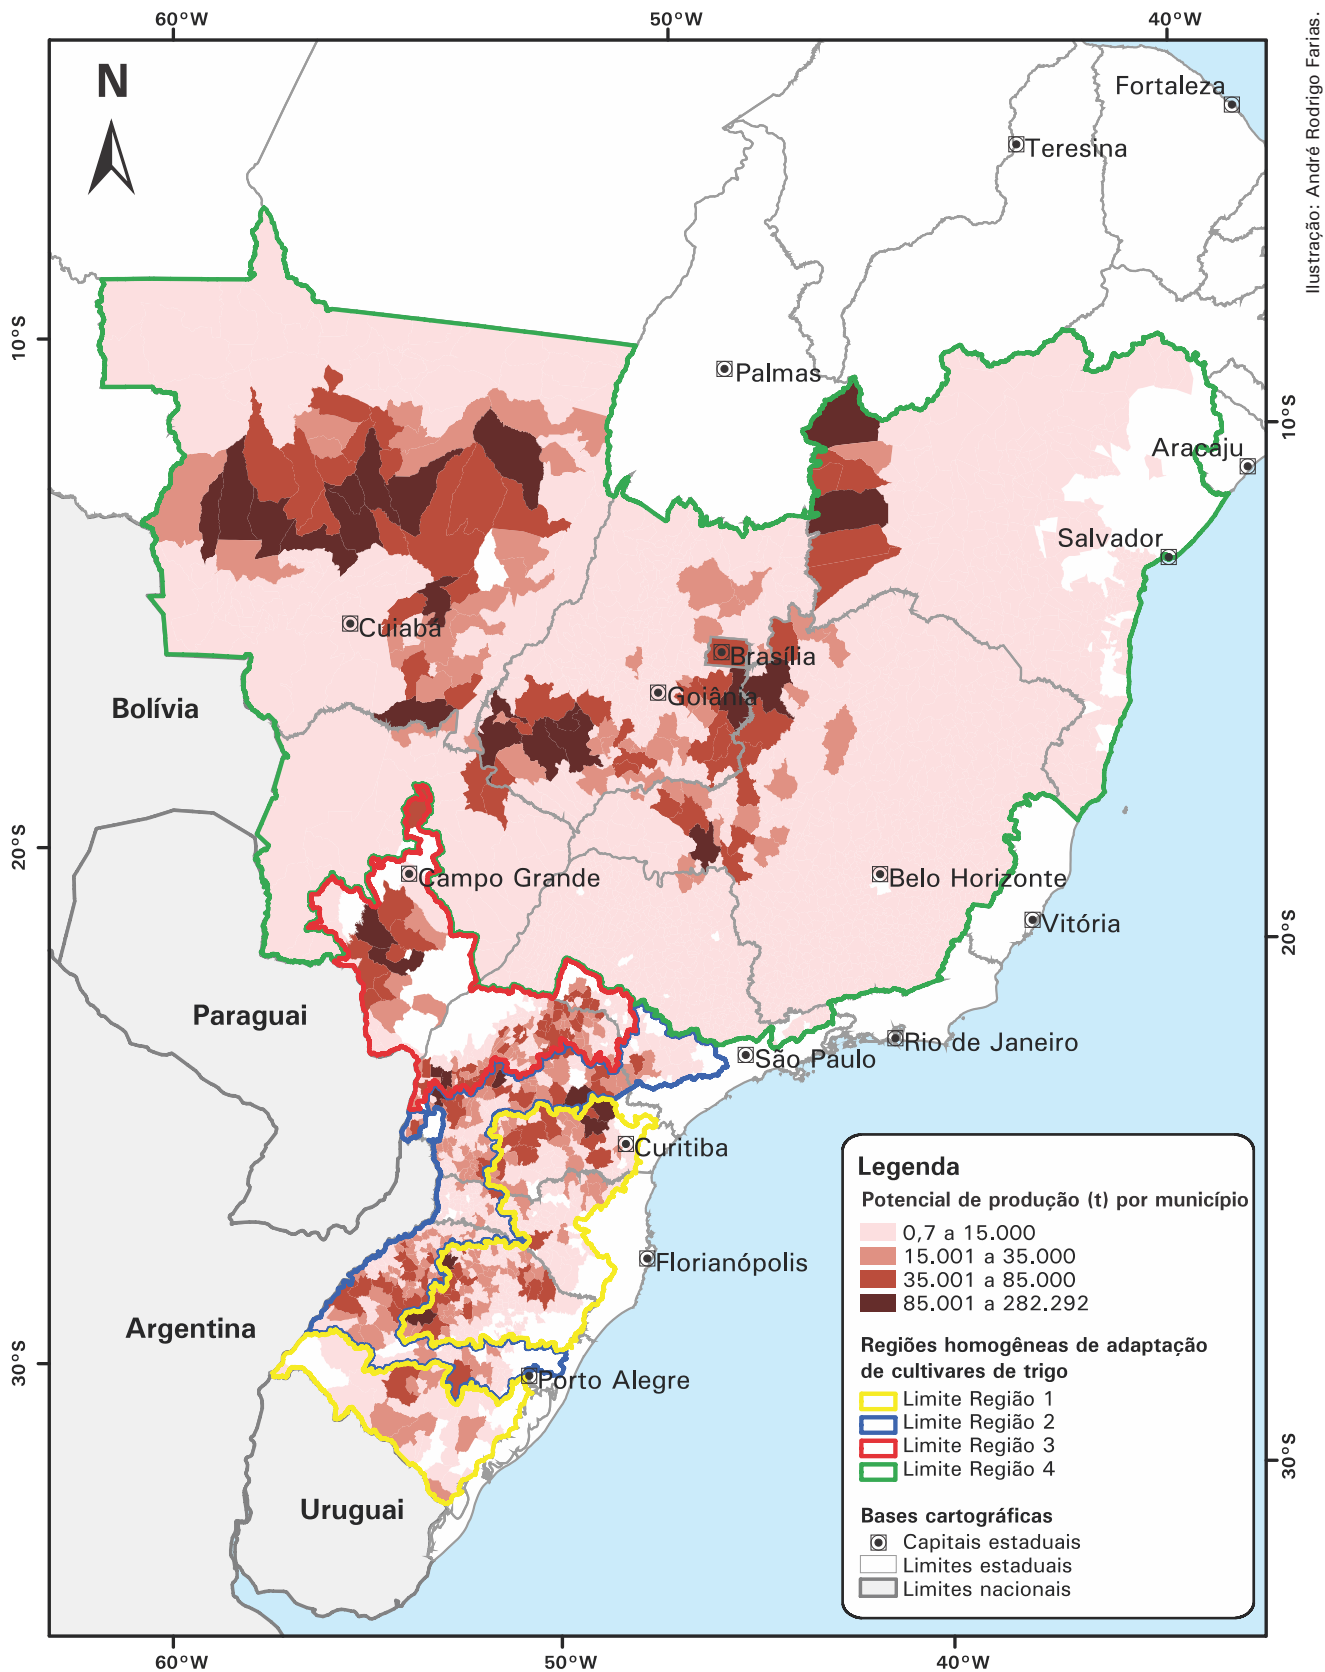 60°W
50°W
40°W
Ilustração: André Rodrigo Farias.
N
Fortaleza
Teresina
10°S
Palmas
10°S
Aracaju
Salvador
Cuiabá
Brasília
Goiânia
Bolívia
20°S
Campo Grande
Belo Horizonte
Vitória
20°S
Paraguai
Rio de Janeiro
São Paulo
Curitiba
Florianópolis
Argentina
30°S
Porto Alegre
30°S
Uruguai
Legenda
Potencial de produção (t) por município
0,7 a 15.000
15.001 a 35.000
35.001 a 85.000
85.001 a 282.292
Regiões homogêneas de adaptação
de cultivares de trigo
Limite Região 1
Limite Região 2
Limite Região 3
Limite Região 4
Bases cartográficas
Capitais estaduais
Limites estaduais
Limites nacionais
60°W
50°W
40°W